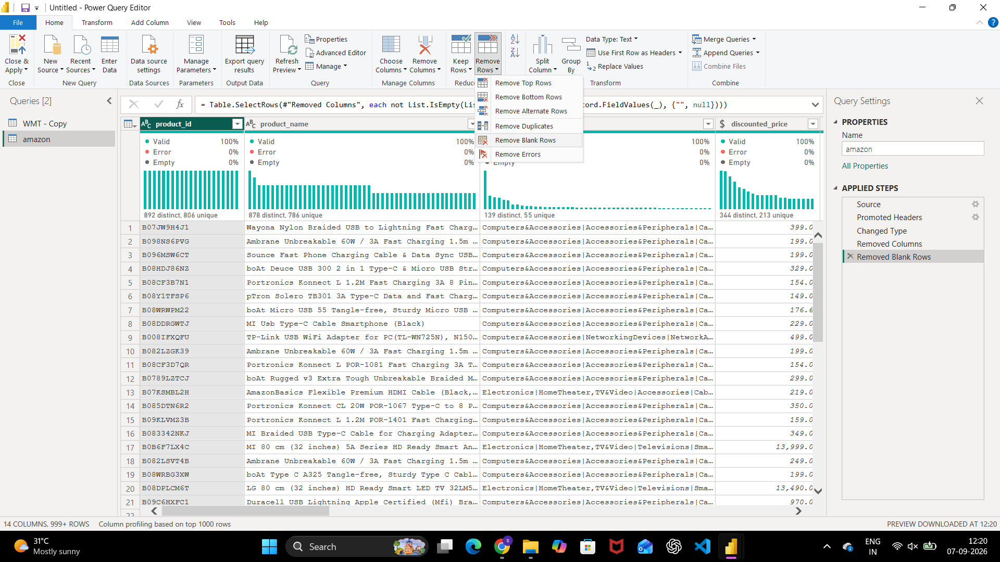 Untitled - Power Query Editor
File Home Transform Add Column View Tools Help
Close & Apply
New Source
Recent Sources
Enter Data
Data source settings
Manage Parameters
Export query results
Refresh Preview
Properties
Advanced Editor
Manage
Choose Columns
Remove Columns
Keep Rows
Remove Rows
Split Column
Group By
Data Type: Text
Use First Row as Headers
Replace Values
Merge Queries
Append Queries
Combine Files
Close New Query Data Sources Parameters Output Data Query Manage Columns Reduc Transform Combine
Remove Top Rows
Remove Bottom Rows
Remove Alternate Rows
Remove Duplicates
Remove Blank Rows
Remove Errors
Queries [2]
WMT - Copy
amazon
fx
= Table.SelectRows(#"Removed Columns", each not List.IsEmpty(Lis cord.FieldValues(_), {"", null})))
product_id product_name discounted_price
Valid 100% Valid 100% 100% Valid 100%
Error 0% Error 0% 0% Error 0%
Empty 0% Empty 0% Empty 0% Empty 0%
892 distinct, 806 unique 878 distinct, 786 unique 139 distinct, 55 unique 344 distinct, 213 unique
1 B07JW9H4J1 Wayona Nylon Braided USB to Lightning Fast Charg... Computers&Accessories|Accessories&Peripherals|Ca... 399.0
2 B098NS6PVG Ambrane Unbreakable 60W / 3A Fast Charging 1.5m ... Computers&Accessories|Accessories&Peripherals|Ca... 199.0
3 B096MSW6CT Sounce Fast Phone Charging Cable & Data Sync USB... Computers&Accessories|Accessories&Peripherals|Ca... 199.0
4 B08HDJ86NZ boAt Deuce USB 300 2 in 1 Type-C & Micro USB Str... Computers&Accessories|Accessories&Peripherals|Ca... 329.0
5 B08CF3B7N1 Portronics Konnect L 1.2M Fast Charging 3A 8 Pin... Computers&Accessories|Accessories&Peripherals|Ca... 154.0
6 B08Y1TFSP6 pTron Solero TB301 3A Type-C Data and Fast Charg... Computers&Accessories|Accessories&Peripherals|Ca... 149.0
7 B08WRWPM22 boAt Micro USB 55 Tangle-free, Sturdy Micro USB ... Computers&Accessories|Accessories&Peripherals|Ca... 176.6
8 B08DDRGWTJ MI Usb Type-C Cable Smartphone (Black) Computers&Accessories|Accessories&Peripherals|Ca... 229.0
9 B008IFXQFU TP-Link USB WiFi Adapter for PC(TL-WN725N), N150... Computers&Accessories|NetworkingDevices|NetworkA... 499.0
10 B082LZGK39 Ambrane Unbreakable 60W / 3A Fast Charging 1.5m ... Computers&Accessories|Accessories&Peripherals|Ca... 199.0
11 B08CF3D7QR Portronics Konnect L POR-1081 Fast Charging 3A T... Computers&Accessories|Accessories&Peripherals|Ca... 154.0
12 B0789LZTCJ boAt Rugged v3 Extra Tough Unbreakable Braided M... Computers&Accessories|Accessories&Peripherals|Ca... 299.0
13 B07KSMBL2H AmazonBasics Flexible Premium HDMI Cable (Black,... Electronics|HomeTheater,TV&Video|Accessories|Cab... 219.0
14 B085DTN6R2 Portronics Konnect CL 20W POR-1067 Type-C to 8 P... Computers&Accessories|Accessories&Peripherals|Ca... 350.0
15 B09KLVMZ3B Portronics Konnect L 1.2M POR-1401 Fast Charging... Computers&Accessories|Accessories&Peripherals|Ca... 159.0
16 B083342NKJ MI Braided USB Type-C Cable for Charging Adapter... Computers&Accessories|Accessories&Peripherals|Ca... 349.0
17 B0B6F7LX4C MI 80 cm (32 inches) 5A Series HD Ready Smart An... Electronics|HomeTheater,TV&Video|Televisions|Sma... 13,999.0
18 B082LSVT4B Ambrane Unbreakable 60W / 3A Fast Charging 1.5m ... Computers&Accessories|Accessories&Peripherals|Ca... 249.0
19 B08WRBG3XW boAt Type C A325 Tangle-free, Sturdy Type C Cabl... Computers&Accessories|Accessories&Peripherals|Ca... 199.0
20 B08DPLCM6T LG 80 cm (32 inches) HD Ready Smart LED TV 32LM5... Electronics|HomeTheater,TV&Video|Televisions|Sma... 13,490.0
21 B09C6HXFC1 Duracell USB Lightning Apple Certified (Mfi) Bra... Computers&Accessories|Accessories&Peripherals|Ca... 970.0
22
Query Settings
PROPERTIES
Name
amazon
All Properties
APPLIED STEPS
Source
Promoted Headers
Changed Type
Removed Columns
Removed Blank Rows
14 COLUMNS, 999+ ROWS Column profiling based on top 1000 rows PREVIEW DOWNLOADED AT 12:20
31°C
Mostly sunny
Search
ENG
IN
12:20
07-09-2026